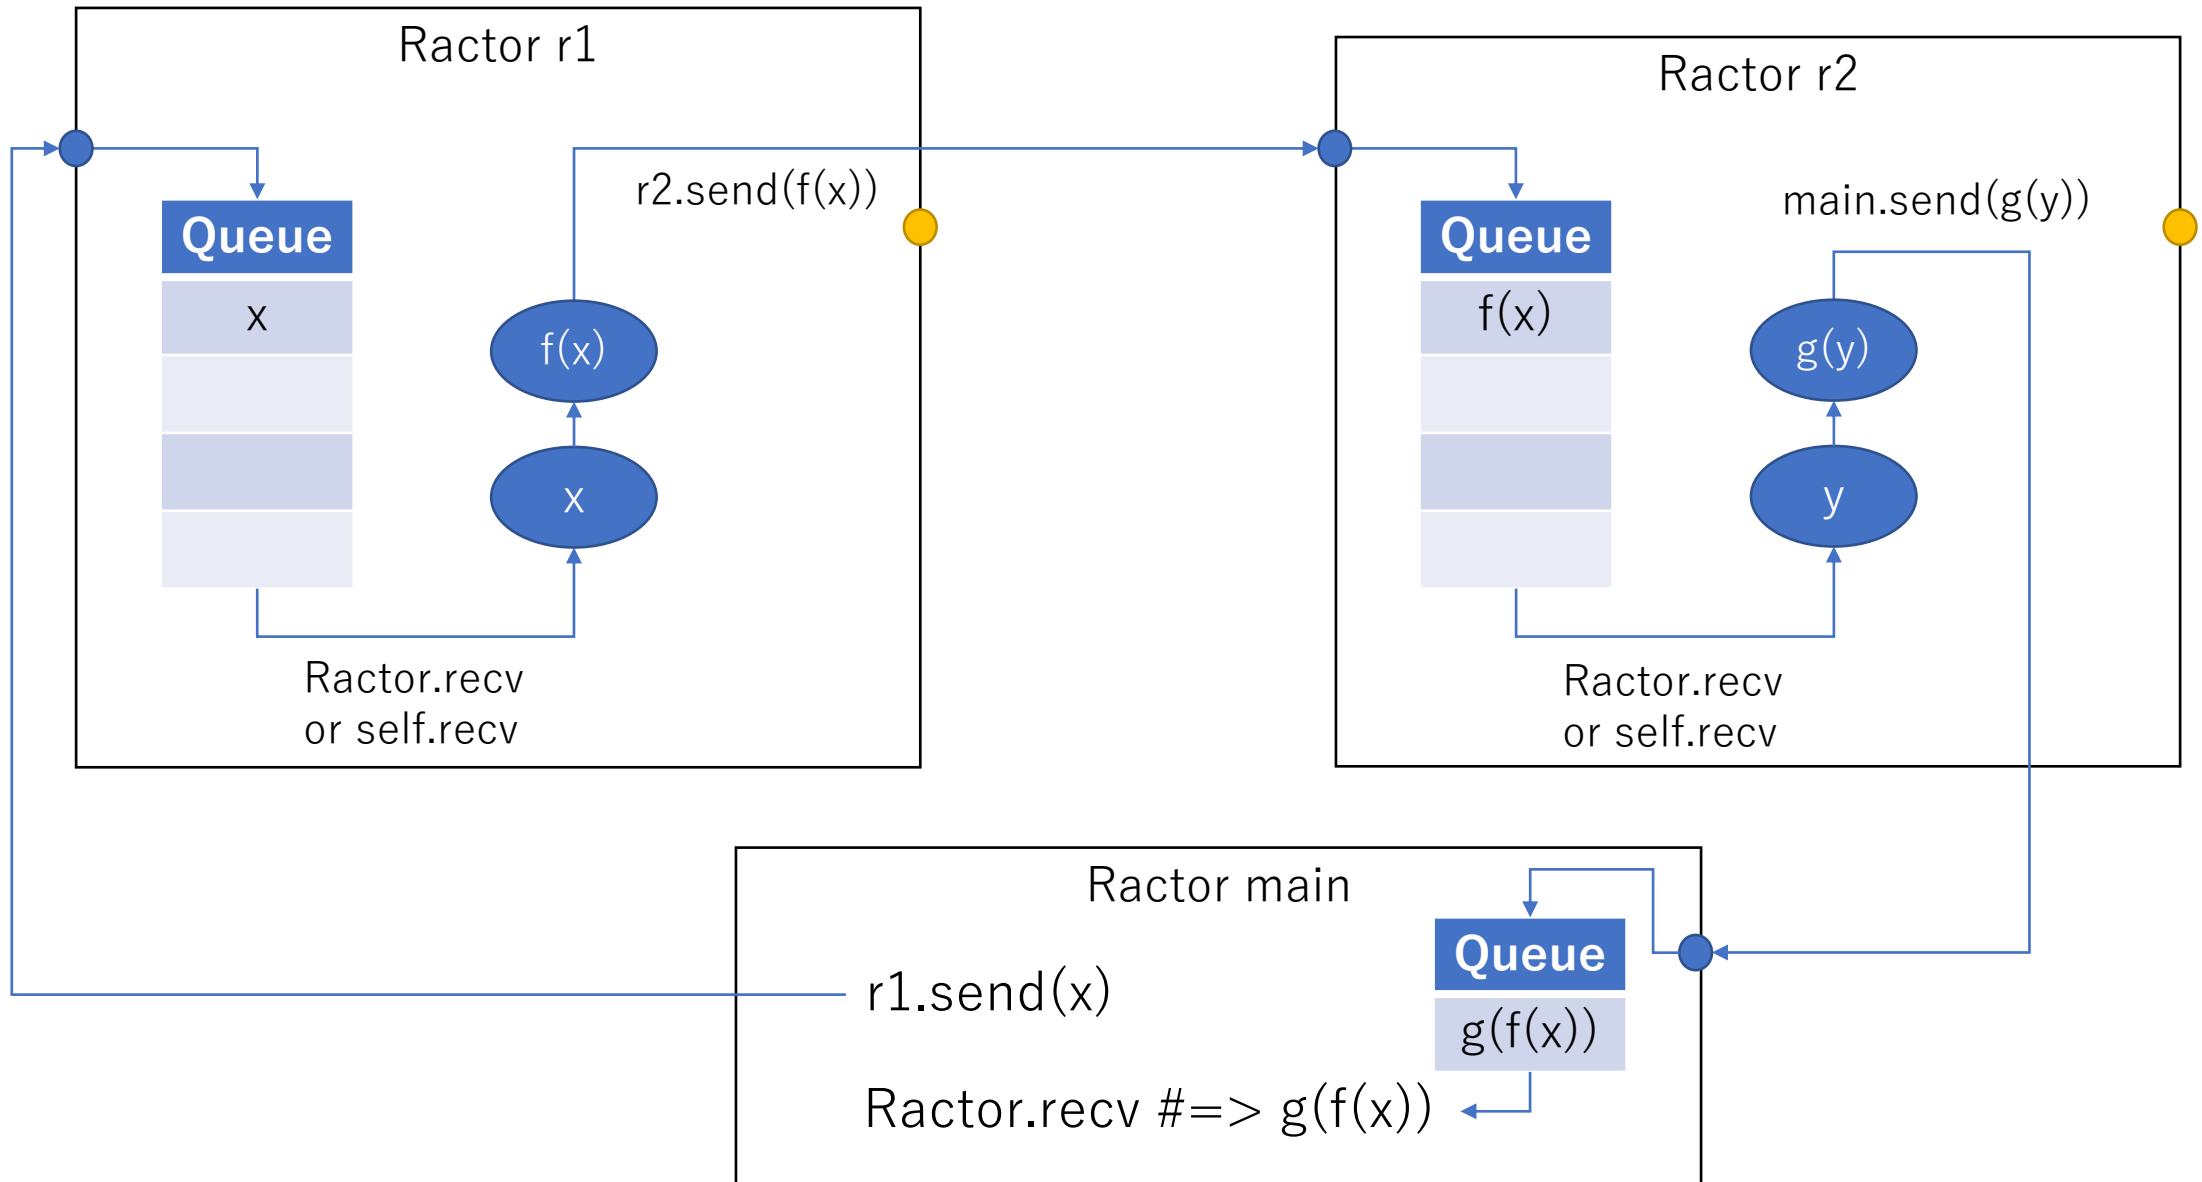 Ractor r1
Queue
x
f(x)
x
r2.send(f(x))
Ractor.recv
or self.recv
Ractor r2
Queue
f(x)
main.send(g(y))
g(y)
y
Ractor.recv
or self.recv
Ractor main
r1.send(x)
Queue
g(f(x))
Ractor.recv #=> g(f(x))